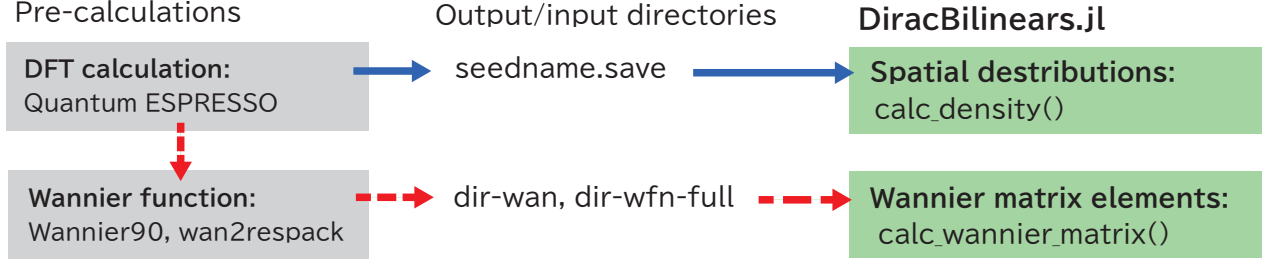 Pre-calculations
Output/input directories
DiracBilinears.jl
DFT calculation:
Quantum ESPRESSO
seedname.save
Spatial destributions:
calc_density()
Wannier function:
Wannier90, wan2respack
dir-wan, dir-wfn-full
Wannier matrix elements:
calc_wannier_matrix()